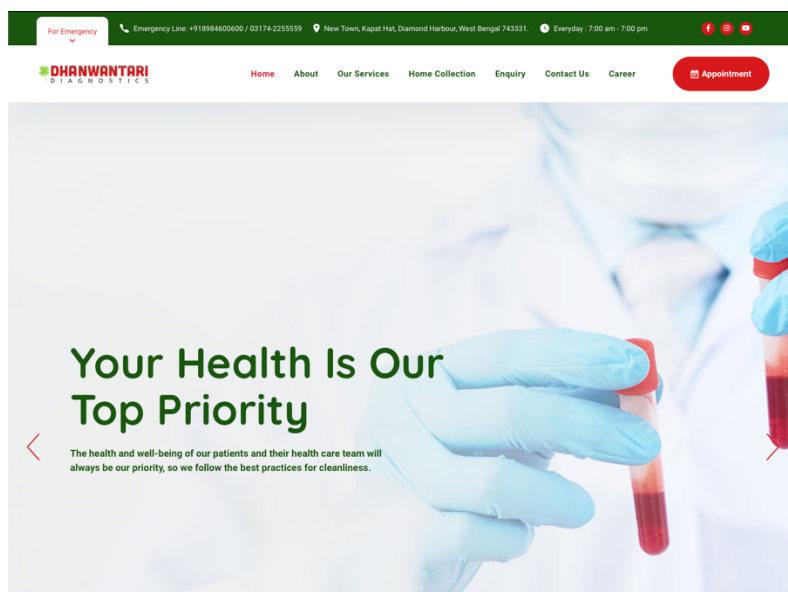 For Emergency
Emergency Line: +918984600600 / 03174-2255559
New Town, Kapat Hat, Diamond Harbour, West Bengal 743331.
Everyday : 7:00 am - 7:00 pm
DHANWANTARI
DIAGNOSTICS
Home
About
Our Services
Home Collection
Enquiry
Contact Us
Career
Appointment
Your Health Is Our
Top Priority
The health and well-being of our patients and their health care team will
always be our priority, so we follow the best practices for cleanliness.